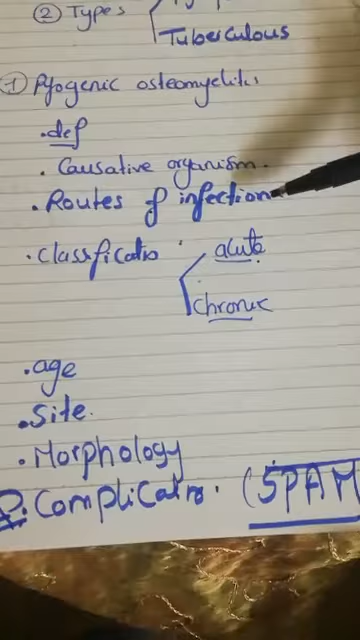 ② Types
Tuberculous
① Pyogenic osteomyelitis
. def
. Causative organism.
. Routes of infection
. Classificatio acute
chronic
. age
. Site.
. Morphology
. Complicatio. (SPAM